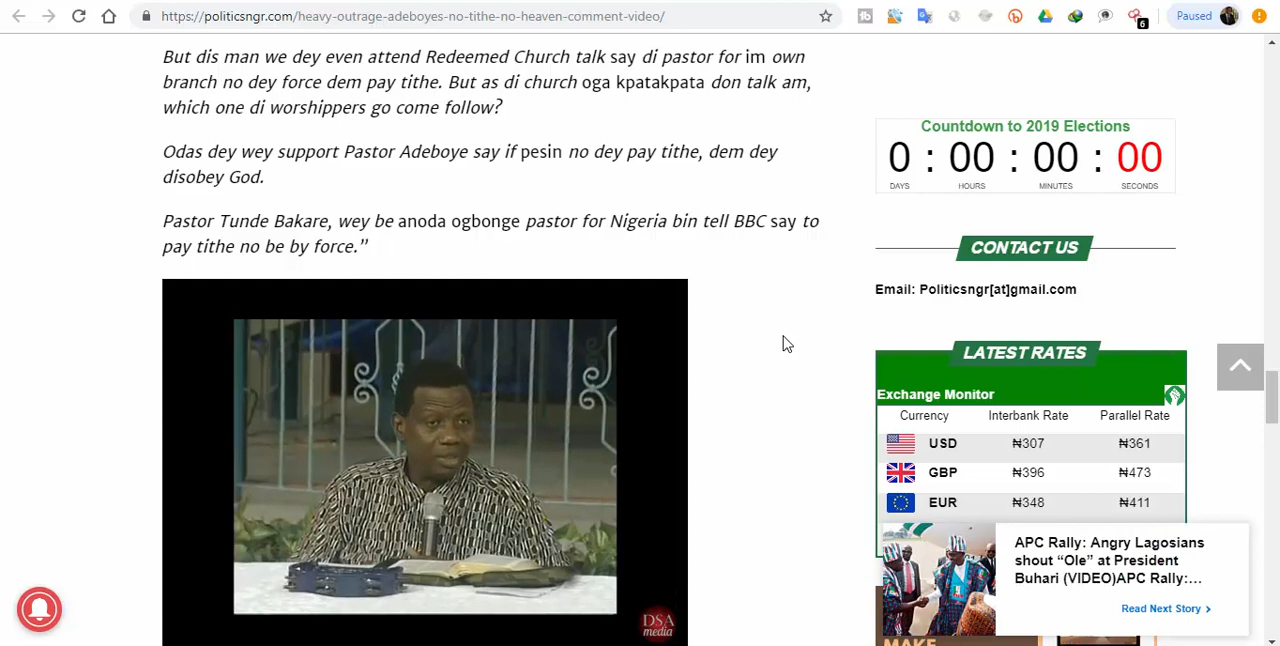 https://politicsngr.com/heavy-outrage-adeboyes-no-tithe-no-heaven-comment-video/
Paused
6
But dis man we dey even attend Redeemed Church talk say di pastor for im own
branch no dey force dem pay tithe. But as di church oga kpatakpata don talk am,
which one di worshippers go come follow?
Odas dey wey support Pastor Adeboye say if pesin no dey pay tithe, dem dey
disobey God.
Pastor Tunde Bakare, wey be anoda ogbonge pastor for Nigeria bin tell BBC say to
pay tithe no be by force.”
DSA
media
Countdown to 2019 Elections
0 : 00 : 00 : 00
DAYS HOURS MINUTES SECONDS
CONTACT US
Email: Politicsngr[at]gmail.com
LATEST RATES
Exchange Monitor
Currency Interbank Rate Parallel Rate
USD ₦307 ₦361
GBP ₦396 ₦473
EUR ₦348 ₦411
APC Rally: Angry Lagosians
shout “Ole” at President
Buhari (VIDEO)APC Rally:...
Read Next Story
MAKE